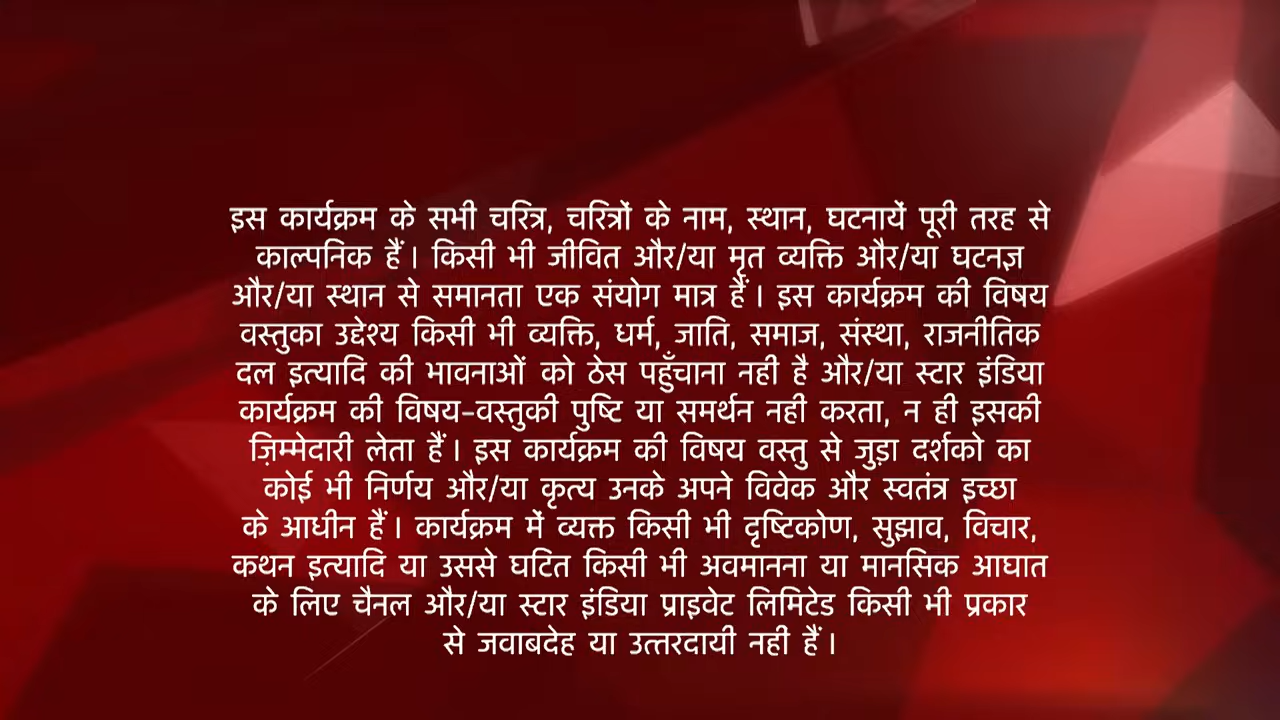 इस कार्यक्रम के सभी चरित्र, चरित्रों के नाम, स्थान, घटनायें पूरी तरह से
काल्पनिक हैं। किसी भी जीवित और/या मृत व्यक्ति और/या घटनज्ञ
और/या स्थान से समानता एक संयोग मात्र हैं। इस कार्यक्रम की विषय
वस्तुका उद्देश्य किसी भी व्यक्ति, धर्म, जाति, समाज, संस्था, राजनीतिक
दल इत्यादि की भावनाओं को ठेस पहुँचाना नही है और/या स्टार इंडिया
कार्यक्रम की विषय-वस्तुकी पुष्टि या समर्थन नही करता, न ही इसकी
ज़िम्मेदारी लेता हैं। इस कार्यक्रम की विषय वस्तु से जुड़ा दर्शको का
कोई भी निर्णय और/या कृत्य उनके अपने विवेक और स्वतंत्र इच्छा
के आधीन हैं। कार्यक्रम में व्यक्त किसी भी दृष्टिकोण, सुझाव, विचार,
कथन इत्यादि या उससे घटित किसी भी अवमानना या मानसिक आघात
के लिए चैनल और/या स्टार इंडिया प्राइवेट लिमिटेड किसी भी प्रकार
से जवाबदेह या उत्तरदायी नही हैं।